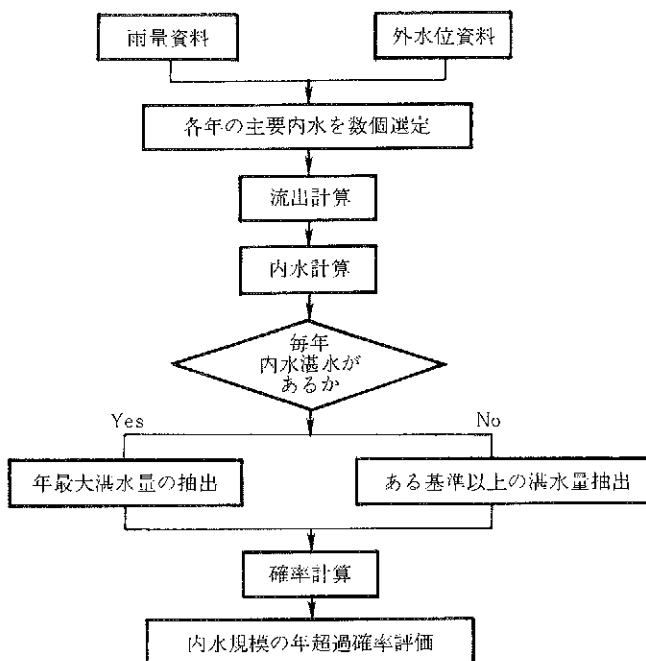 雨量資料
外水位資料
各年の主要内水を数個選定
流出計算
内水計算
毎年
内水湛水が
あるか
Yes
No
年最大湛水量の抽出
ある基準以上の湛水量抽出
確率計算
内水規模の年超過確率評価